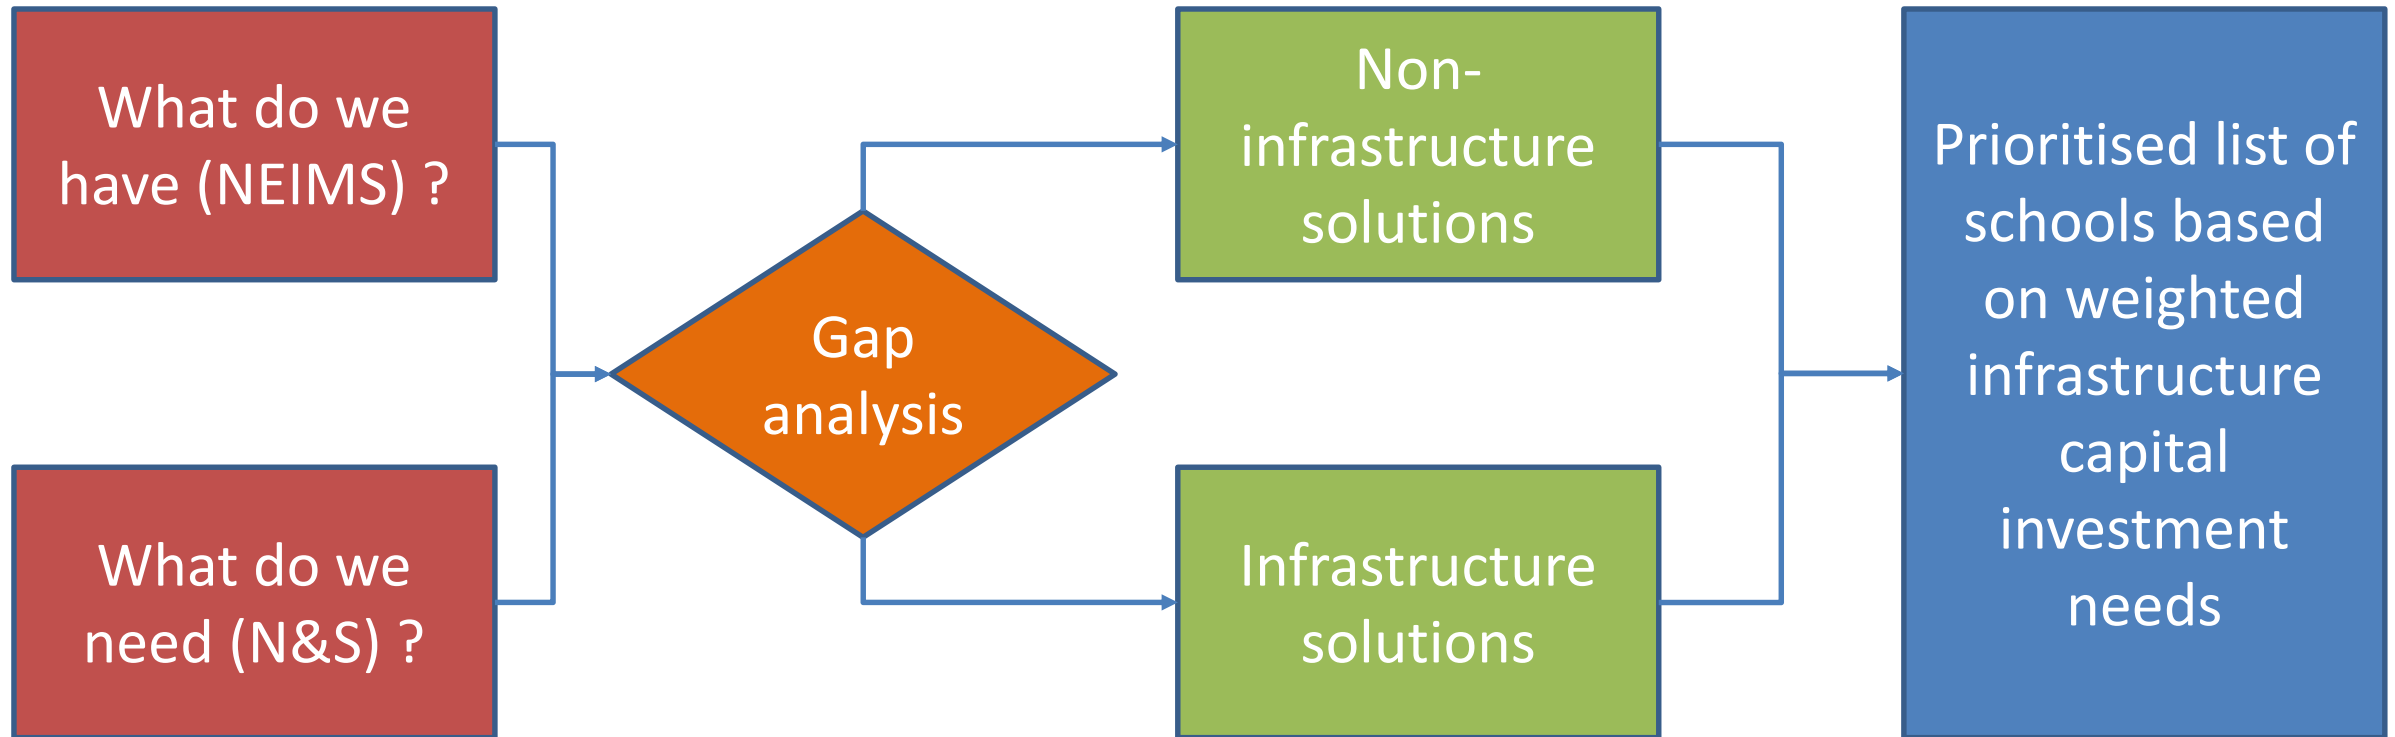 What do we
have (NEIMS) ?
What do we
need (N&S) ?
Gap
analysis
Non-
infrastructure
solutions
Infrastructure
solutions
Prioritised list of
schools based
on weighted
infrastructure
capital
investment
needs